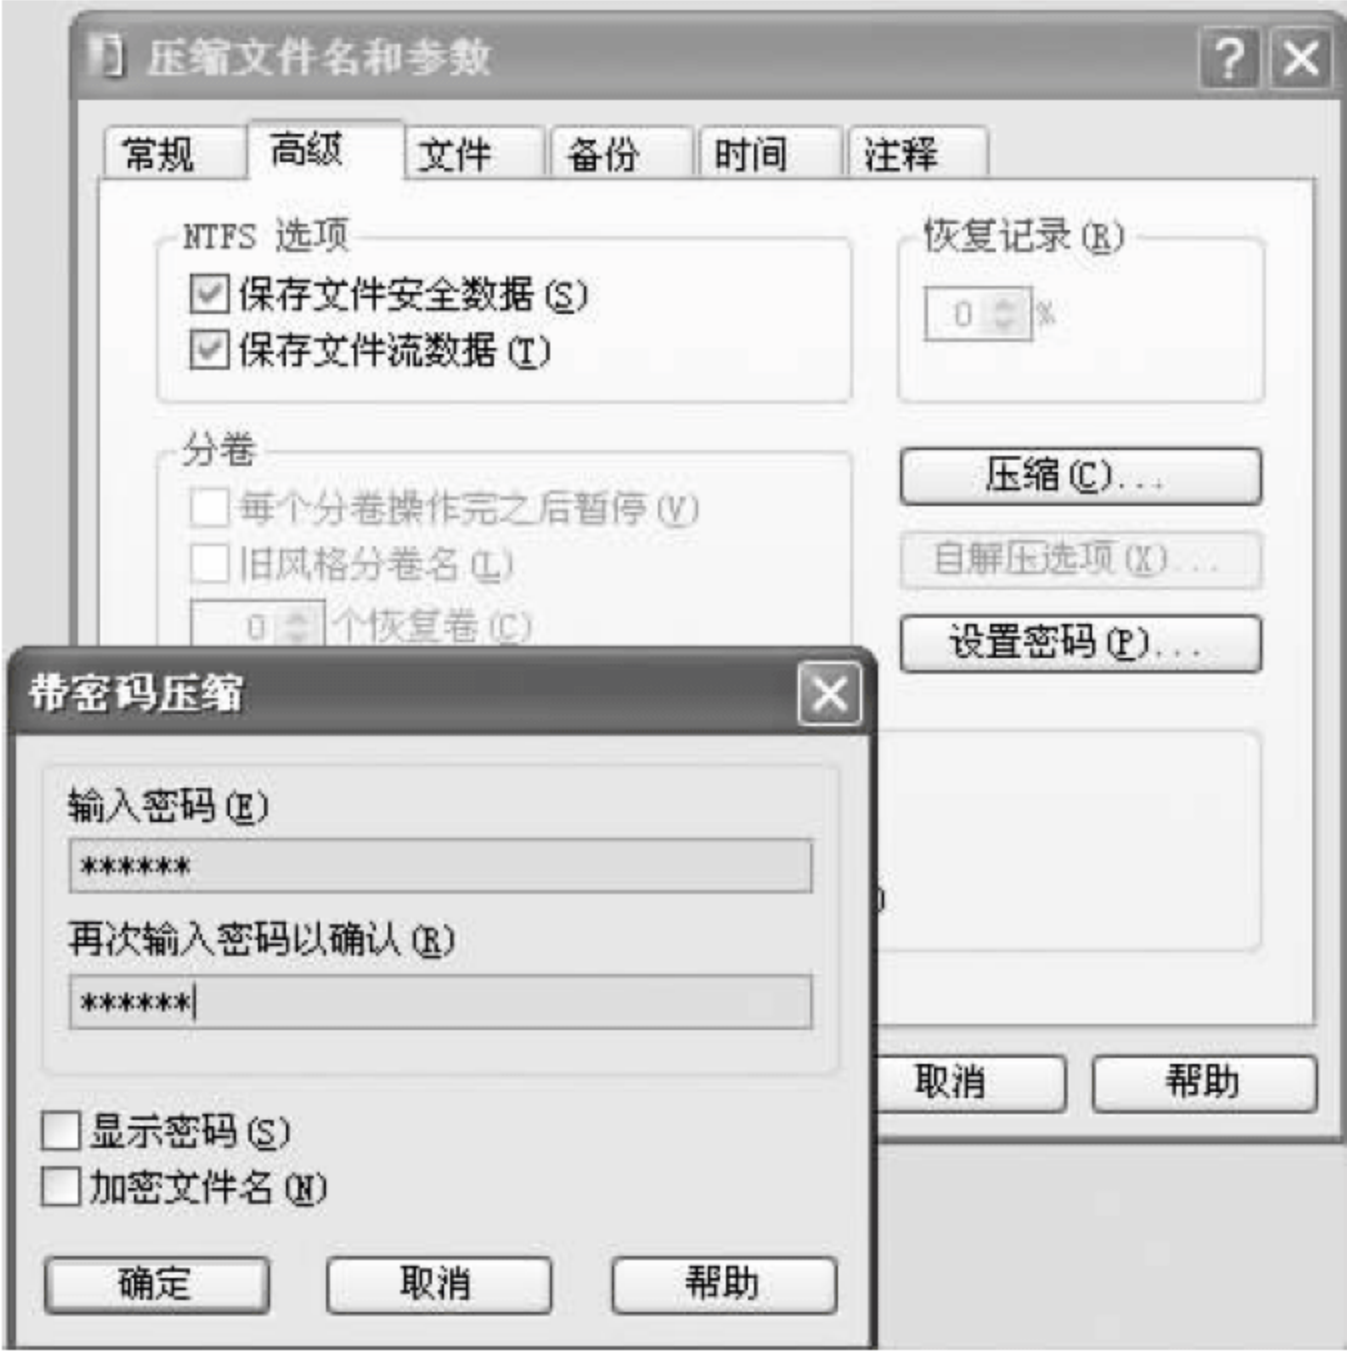 压缩文件名和参数
常规 高级 文件 备份 时间 注释
NTFS 选项
保存文件安全数据(S)
保存文件流数据(T)
恢复记录(R)
0 %
分卷
每个分卷操作完之后暂停(V)
旧风格分卷名(L)
0 个恢复卷(C)
压缩(C)...
自解压选项(X)...
设置密码(P)...
取消 帮助
带密码压缩
输入密码(E)
******
再次输入密码以确认(R)
******
显示密码(S)
加密文件名(N)
确定 取消 帮助